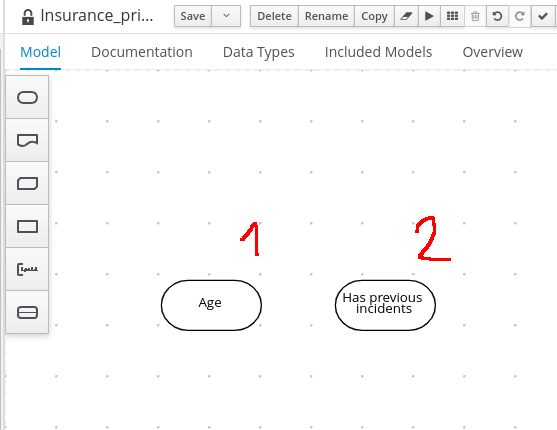 Insurance_pri...
Save
Delete
Rename
Copy
Model
Documentation
Data Types
Included Models
Overview
1
2
Age
Has previous
incidents